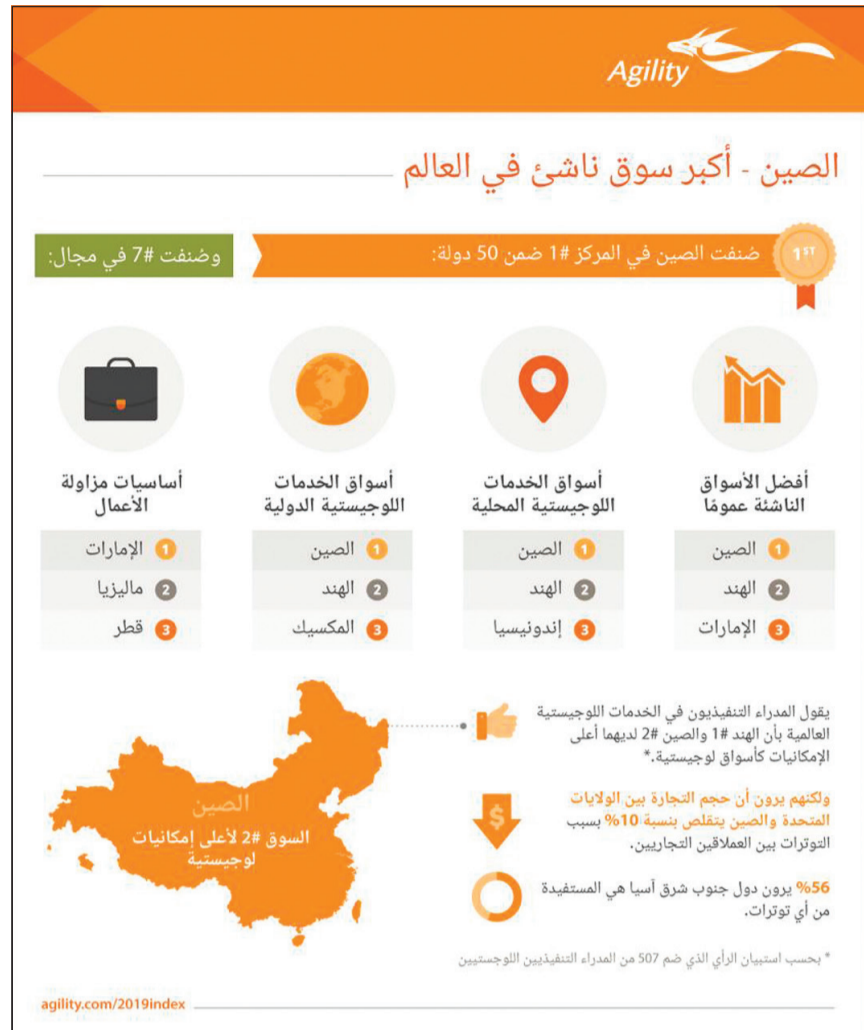 Agility
الصين - أكبر سوق ناشئ في العالم
1ST
صُنفت الصين في المركز #1 ضمن 50 دولة:
وصُنفت #7 في مجال:
أفضل الأسواق
الناشئة عمومًا
1 الصين
2 الهند
3 الإمارات
أسواق الخدمات
اللوجيستية المحلية
1 الصين
2 الهند
3 إندونيسيا
أسواق الخدمات
اللوجيستية الدولية
1 الصين
2 الهند
3 المكسيك
أساسيات مزاولة
الأعمال
1 الإمارات
2 ماليزيا
3 قطر
يقول المدراء التنفيذيون في الخدمات اللوجيستية
العالمية بأن الهند #1 والصين #2 لديهما أعلى
الإمكانيات كأسواق لوجيستية.*
$
ولكنهم يرون أن حجم التجارة بين الولايات
المتحدة والصين يتقلص بنسبة 10% بسبب
التوترات بين العملاقين التجاريين.
56% يرون دول جنوب شرق آسيا هي المستفيدة
من أي توترات.
الصين
السوق #2 لأعلى إمكانيات
لوجيستية
* بحسب استبيان الرأي الذي ضم 507 من المدراء التنفيذيين اللوجستيين
agility.com/2019index